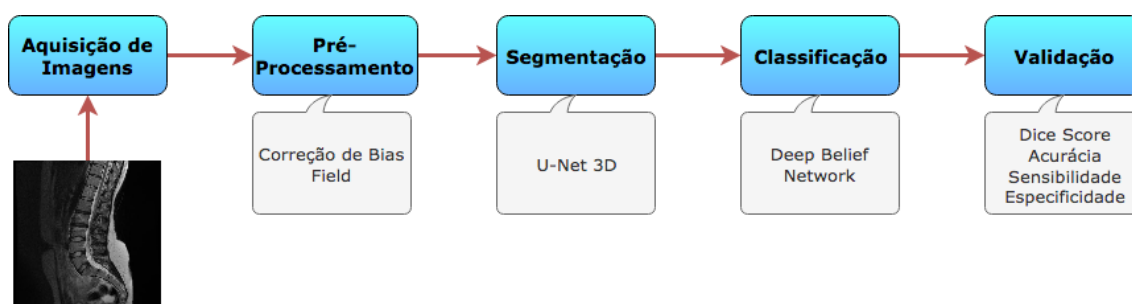 Aquisição de
Imagens
Pré-
Processamento
Segmentação
Classificação
Validação
Correção de Bias
Field
U-Net 3D
Deep Belief
Network
Dice Score
Acurácia
Sensibilidade
Especificidade